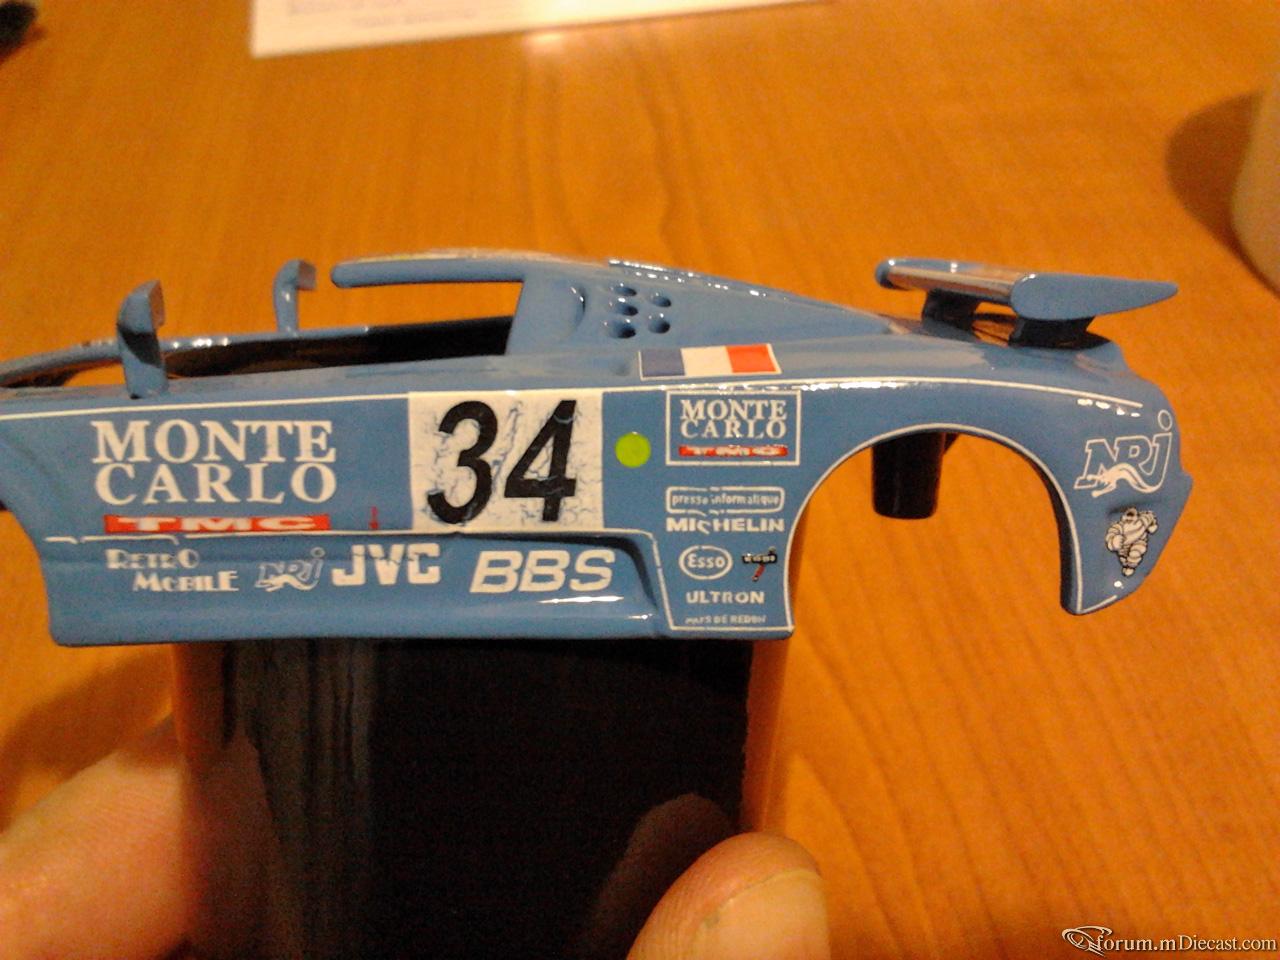 MONTE
CARLO
TMC
34
MONTE
CARLO
TMC
presse informatique
MICHELIN
Esso
ULTRON
PAYS DE REDON
RETRO
MOBILE
NRJ
JVC
BBS
NRJ
forum.mDiecast.com